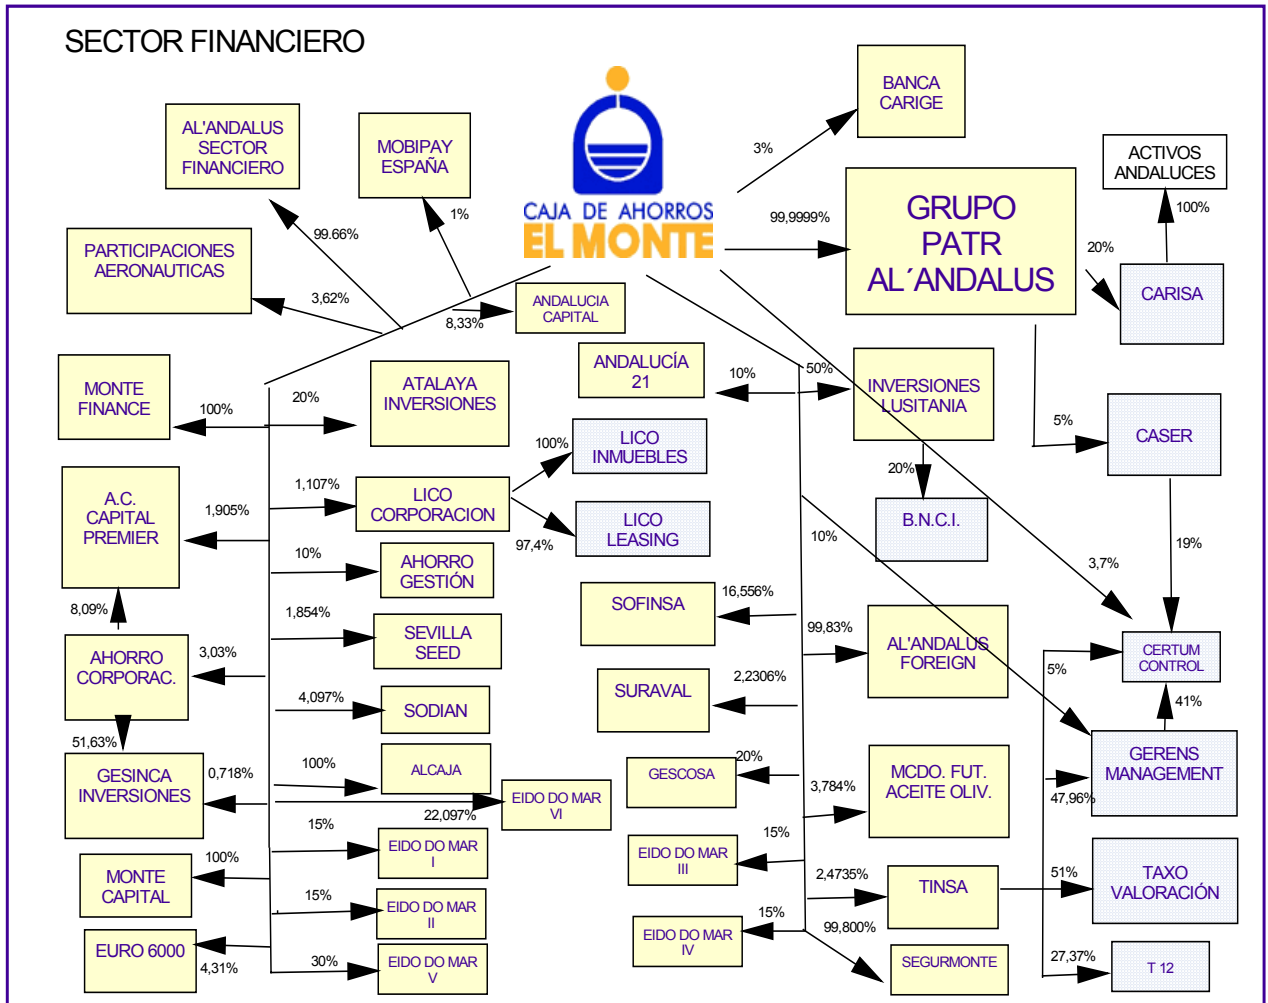 SECTOR FINANCIERO
BANCA
CARIGE
AL'ANDALUS
SECTOR
FINANCIERO
MOBIPAY
ESPAÑA
3%
ACTIVOS
ANDALUCES
CAJA DE AHORROS
EL MONTE
99,9999%
GRUPO
PATR
AL´ANDALUS
1%
100%
99.66%
PARTICIPACIONES
AERONAUTICAS
20%
CARISA
3,62%
8,33%
ANDALUCIA
CAPITAL
MONTE
FINANCE
100%
20%
ATALAYA
INVERSIONES
ANDALUCÍA
21
10%
50%
INVERSIONES
LUSITANIA
5%
CASER
100%
LICO
INMUEBLES
20%
A.C.
CAPITAL
PREMIER
1,905%
1,107%
LICO
CORPORACION
LICO
LEASING
97,4%
B.N.C.I.
10%
19%
10%
AHORRO
GESTIÓN
3,7%
8,09%
1,854%
SEVILLA
SEED
SOFINSA
16,556%
99,83%
AL'ANDALUS
FOREIGN
CERTUM
CONTROL
AHORRO
CORPORAC.
3,03%
5%
2,2306%
SURAVAL
4,097%
SODIAN
41%
51,63%
GESINCA
INVERSIONES
0,718%
100%
ALCAJA
GESCOSA
20%
MCDO. FUT.
ACEITE OLIV.
GERENS
MANAGEMENT
47,96%
22,097%
EIDO DO MAR
VI
3,784%
15%
EIDO DO MAR
I
EIDO DO MAR
III
15%
100%
MONTE
CAPITAL
2,4735%
TINSA
51%
TAXO
VALORACIÓN
15%
EIDO DO MAR
II
EIDO DO MAR
IV
15%
99,800%
EURO 6000
4,31%
30%
EIDO DO MAR
V
SEGURMONTE
27,37%
T 12